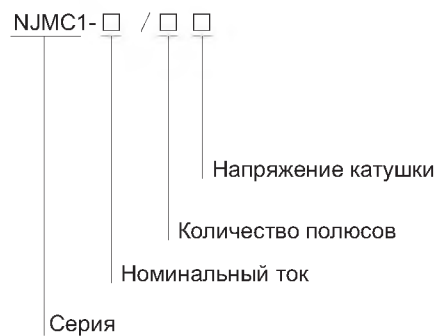 NJMC1-□ / □ □
Напряжение катушки
Количество полюсов
Номинальный ток
Серия